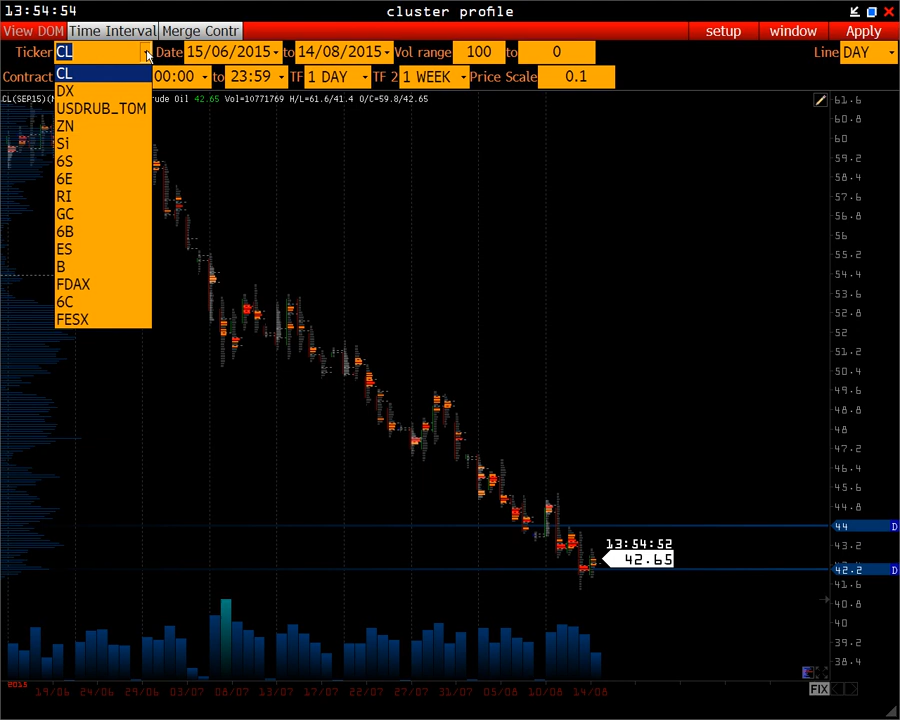 13:54:54 cluster profile
View DOM Time Interval Merge Contr setup window Apply
Ticker CL Date 15/06/2015 to 14/08/2015 Vol range 100 to 0 Line DAY
Contract 00:00 to 23:59 TF 1 DAY TF 2 1 WEEK Price Scale 0.1
CL
DX
USDRUB_TOM
ZN
Si
6S
6E
RI
GC
6B
ES
B
FDAX
6C
FESX
CL(SEP15)( rude Oil 42.65 Vol=10771769 H/L=61.6/41.4 O/C=59.8/42.65
61.6
60.8
60
59.2
58.4
57.6
56.8
56
55.2
54.4
53.6
52.8
52
51.2
50.4
49.6
48.8
48
47.2
46.4
45.6
44.8
44 D
43.2
42.2 D
41.6
40.8
40
39.2
38.4
13:54:52
42.65
2015 19/06 24/06 29/06 03/07 08/07 13/07 17/07 22/07 27/07 31/07 05/08 10/08 14/08
FIX